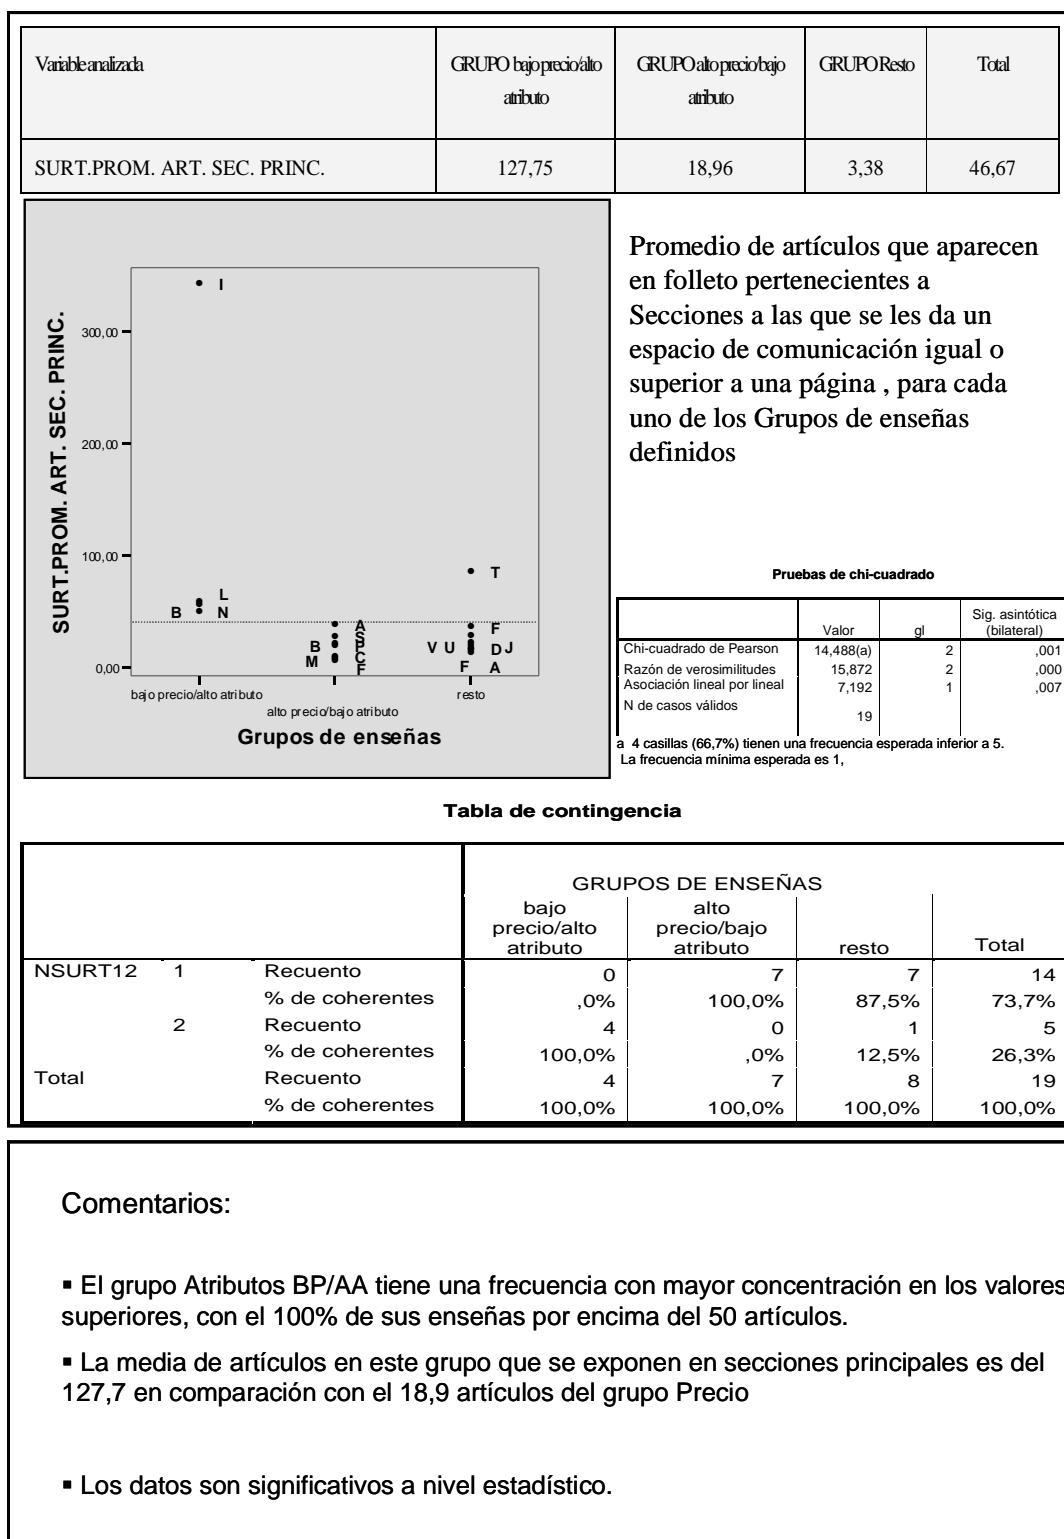 Variable analizada GRUPO bajo precio/alto atributo GRUPO alto precio/bajo atributo GRUPO Resto Total
SURT.PROM. ART. SEC. PRINC. 127,75 18,96 3,38 46,67
SURT.PROM. ART. SEC. PRINC.
300,00
200,00
100,00
0,00
I
L
B N
T
A
S
B P
M C
F
F
V U D J
F A
bajo precio/alto atributo
alto precio/bajo atributo
resto
Grupos de enseñas
Promedio de artículos que aparecen
en folleto pertenecientes a
Secciones a las que se les da un
espacio de comunicación igual o
superior a una página , para cada
uno de los Grupos de enseñas
definidos
Pruebas de chi-cuadrado
Valor gl Sig. asintótica (bilateral)
Chi-cuadrado de Pearson 14,488(a) 2 ,001
Razón de verosimilitudes 15,872 2 ,000
Asociación lineal por lineal 7,192 1 ,007
N de casos válidos 19
a 4 casillas (66,7%) tienen una frecuencia esperada inferior a 5.
La frecuencia mínima esperada es 1,
Tabla de contingencia
GRUPOS DE ENSEÑAS
bajo precio/alto atributo alto precio/bajo atributo resto Total
NSURT12 1 Recuento 0 7 7 14
% de coherentes ,0% 100,0% 87,5% 73,7%
2 Recuento 4 0 1 5
% de coherentes 100,0% ,0% 12,5% 26,3%
Total Recuento 4 7 8 19
% de coherentes 100,0% 100,0% 100,0% 100,0%
Comentarios:
▪ El grupo Atributos BP/AA tiene una frecuencia con mayor concentración en los valores
superiores, con el 100% de sus enseñas por encima del 50 artículos.
▪ La media de artículos en este grupo que se exponen en secciones principales es del
127,7 en comparación con el 18,9 artículos del grupo Precio
▪ Los datos son significativos a nivel estadístico.